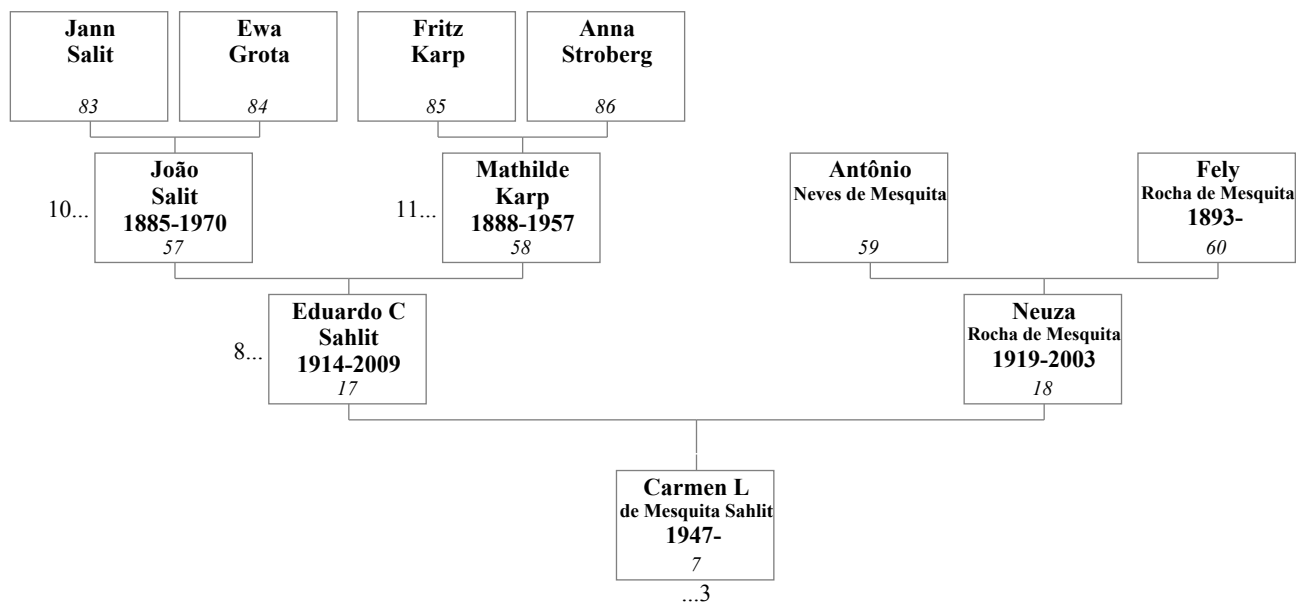 Jann
Salit
83
Ewa
Grota
84
Fritz
Karp
85
Anna
Stroberg
86
10...
João
Salit
1885-1970
57
11...
Mathilde
Karp
1888-1957
58
Antônio
Neves de Mesquita
59
Fely
Rocha de Mesquita
1893-
60
8...
Eduardo C
Sahlit
1914-2009
17
Neuza
Rocha de Mesquita
1919-2003
18
Carmen L
de Mesquita Sahlit
1947-
7
...3